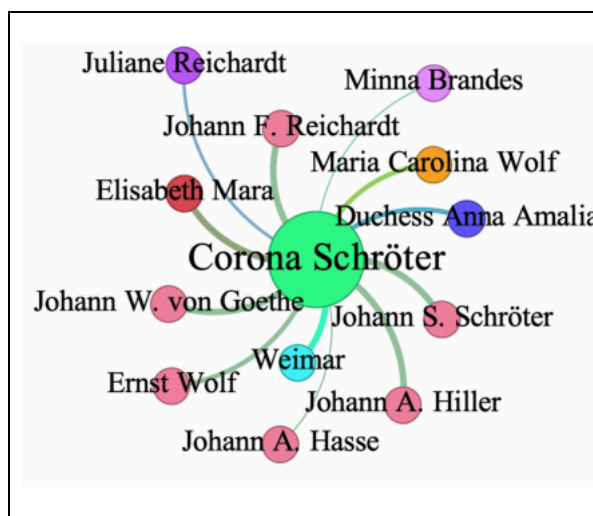 Juliane Reichardt
Minna Brandes
Johann F. Reichardt
Maria Carolina Wolf
Elisabeth Mara
Duchess Anna Amalia
Corona Schröter
Johann W. von Goethe
Johann S. Schröter
Weimar
Ernst Wolf
Johann A. Hiller
Johann A. Hasse